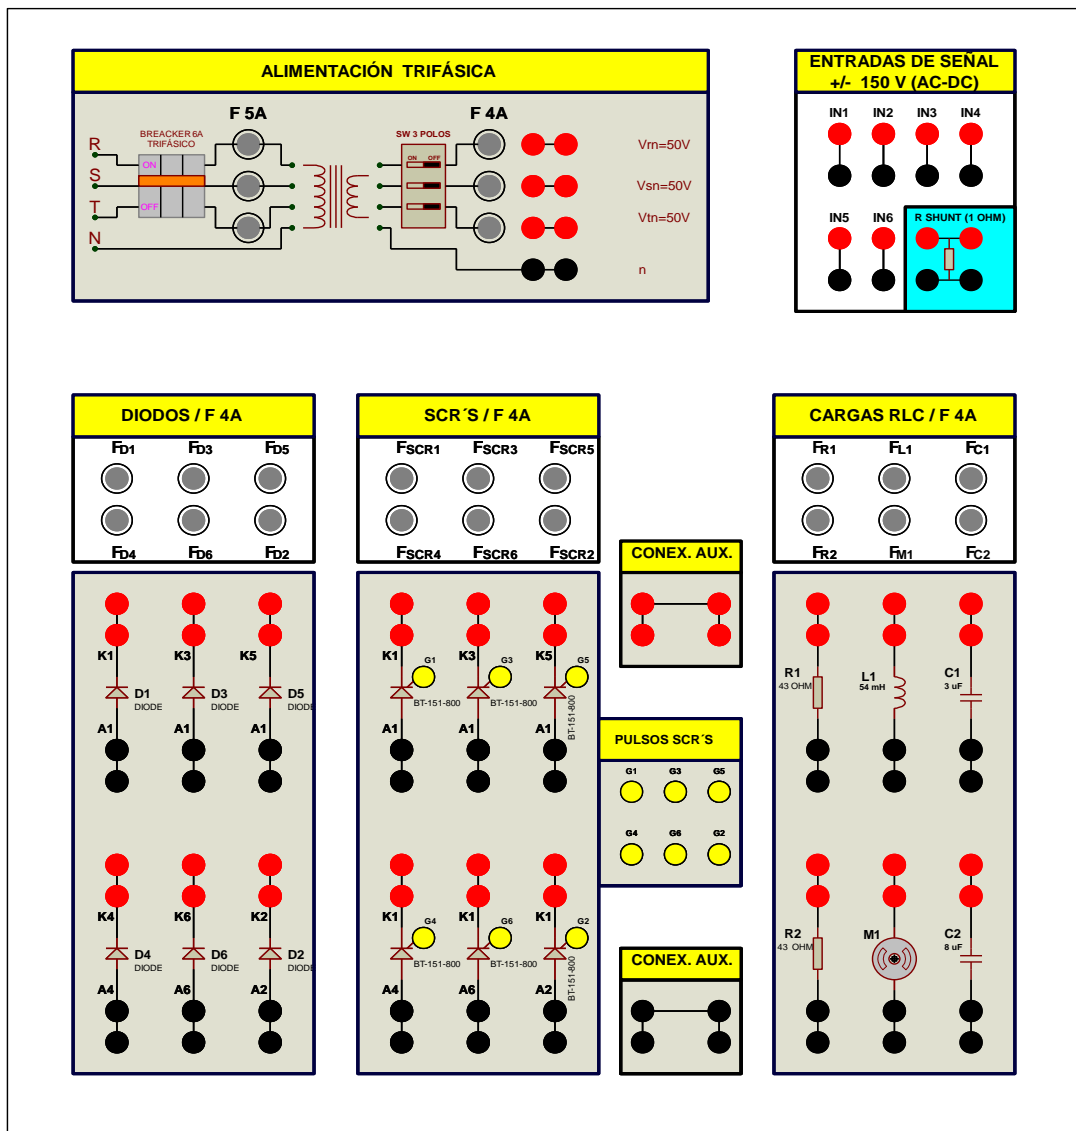 ALIMENTACIÓN TRIFÁSICA
F 5A
F 4A
BREACKER 6A
TRIFÁSICO
SW 3 POLOS
R
S
T
N
ON
OFF
ON OFF
Vrn=50V
Vsn=50V
Vtn=50V
n
ENTRADAS DE SEÑAL
+/- 150 V (AC-DC)
IN1 IN2 IN3 IN4
IN5 IN6
R SHUNT (1 OHM)
DIODOS / F 4A
FD1 FD3 FD5
FD4 FD6 FD2
K1 K3 K5
D1 D3 D5
DIODE DIODE DIODE
A1 A1 A1
K4 K6 K2
D4 D6 D2
DIODE DIODE DIODE
A4 A6 A2
SCR´S / F 4A
FSCR1 FSCR3 FSCR5
FSCR4 FSCR6 FSCR2
K1 K3 K5
G1 G3 G5
BT-151-800 BT-151-800 BT-151-800
A1 A1 A1
K1 K1 K1
G4 G6 G2
BT-151-800 BT-151-800 BT-151-800
A4 A6 A2
CONEX. AUX.
PULSOS SCR´S
G1 G3 G5
G4 G6 G2
CONEX. AUX.
CARGAS RLC / F 4A
FR1 FL1 FC1
FR2 FM1 FC2
R1 L1 C1
43 OHM 54 mH 3 uF
R2 M1 C2
43 OHM 8 uF